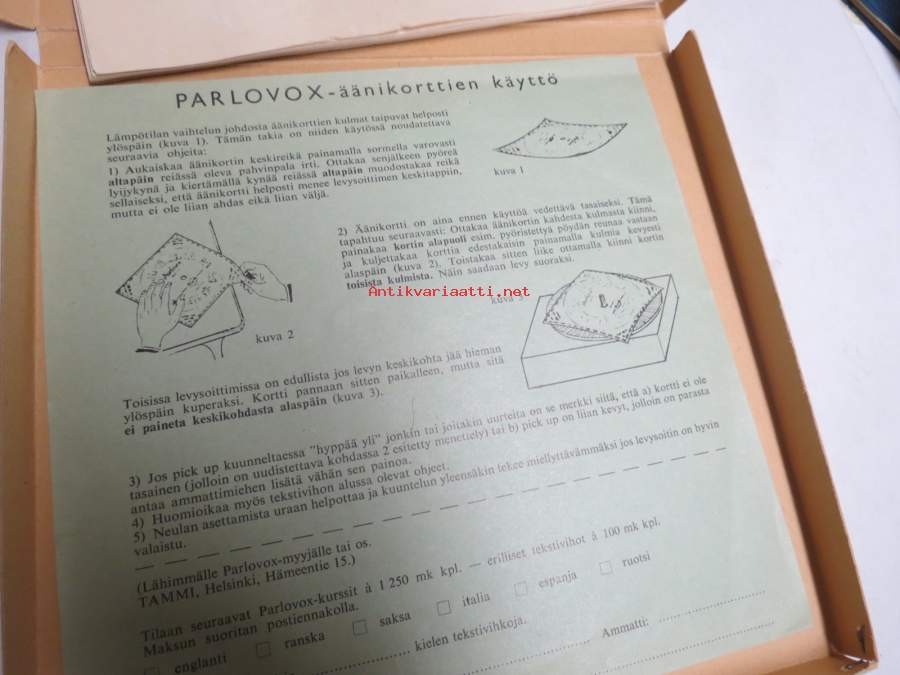 PARLOVOX-äänikorttien käyttö
Lämpötilan vaihtelun johdosta äänikorttien kulmat taipuvat helposti
ylöspäin (kuva 1). Tämän takia on niiden käytössä noudatettava
seuraavia ohjeita:
1) Aukaiskaa äänikortin keskireikä painamalla sormella varovasti
altapäin reiässä oleva pahvinpala irti. Ottakaa senjälkeen pyöreä
lyijykynä ja kiertämällä kynää reiässä altapäin muodostakaa reikä
sellaiseksi, että äänikortti helposti menee levysoittimen keskitappiin,
mutta ei ole liian ahdas eikä liian väljä.
kuva 1
2) Äänikortti on aina ennen käyttöä vedettävä tasaiseksi. Tämä
tapahtuu seuraavasti: Ottakaa äänikortin kahdesta kulmasta kiinni,
painakaa kortin alapuoli esim. pyöristettyä pöydän reunaa vastaan
ja kuljettakaa korttia edestakaisin painamalla kulmia kevyesti
alaspäin (kuva 2). Toistakaa sitten liike ottamalla kiinni kortin
toisista kulmista. Näin saadaan levy suoraksi.
Antikvariaatti.net
kuva 3
kuva 2
Toisissa levysoittimissa on edullista jos levyn keskikohta jää hieman
ylöspäin kuperaksi. Kortti pannaan sitten paikalleen, mutta sitä
ei paineta keskikohdasta alaspäin (kuva 3).
3) Jos pick up kuunneltaessa "hyppää yli" jonkin tai joitakin uurteita on se merkki siitä, että a) kortti ei ole
tasainen (jolloin on uudistettava kohdassa 2 esitetty menettely) tai b) pick up on liian kevyt, jolloin on parasta
antaa ammattimiehen lisätä vähän sen painoa.
4) Huomioikaa myös tekstivihon alussa olevat ohjeet.
5) Neulan asettamista uraan helpottaa ja kuuntelun yleensäkin tekee miellyttävämmäksi jos levysoitin on hyvin
valaistu.
(Lähimmälle Parlovox-myyjälle tai os.
TAMMI, Helsinki, Hämeentie 15.)
Tilaan seuraavat Parlovox-kurssit à 1 250 mk kpl. — erilliset tekstivihot à 100 mk kpl.
Maksun suoritan postiennakolla.
englanti ranska saksa italia espanja ruotsi
kielen tekstivihkoja.
Ammatti: